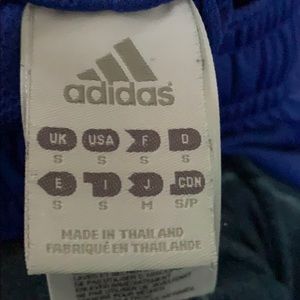 adidas
UK USA F D
S S S S
E I J CDN
S S M S/P
MADE IN THAILAND
FABRIQUÉ EN THAILANDE